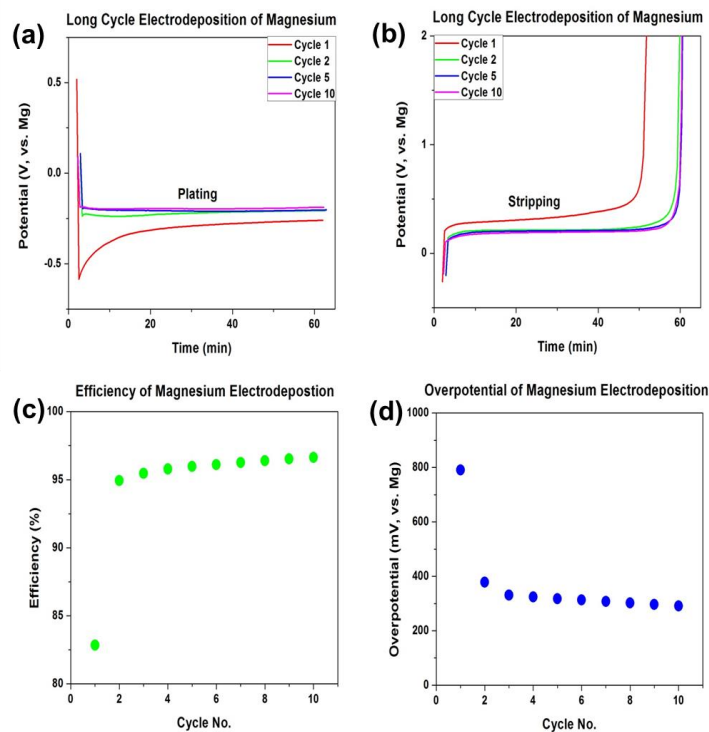 (a)
Long Cycle Electrodeposition of Magnesium
Cycle 1
Cycle 2
Cycle 5
Cycle 10
0.5
0.0
-0.5
Potential (V, vs. Mg)
Plating
0
20
40
60
Time (min)
(b)
Long Cycle Electrodeposition of Magnesium
Cycle 1
Cycle 2
Cycle 5
Cycle 10
2
1
0
Potential (V, vs. Mg)
Stripping
0
20
40
60
Time (min)
(c)
Efficiency of Magnesium Electrodepostion
100
95
90
85
80
Efficiency (%)
0
2
4
6
8
10
Cycle No.
(d)
Overpotential of Magnesium Electrodeposition
1000
800
600
400
200
0
Overpotential (mV, vs. Mg)
0
2
4
6
8
10
Cycle No.